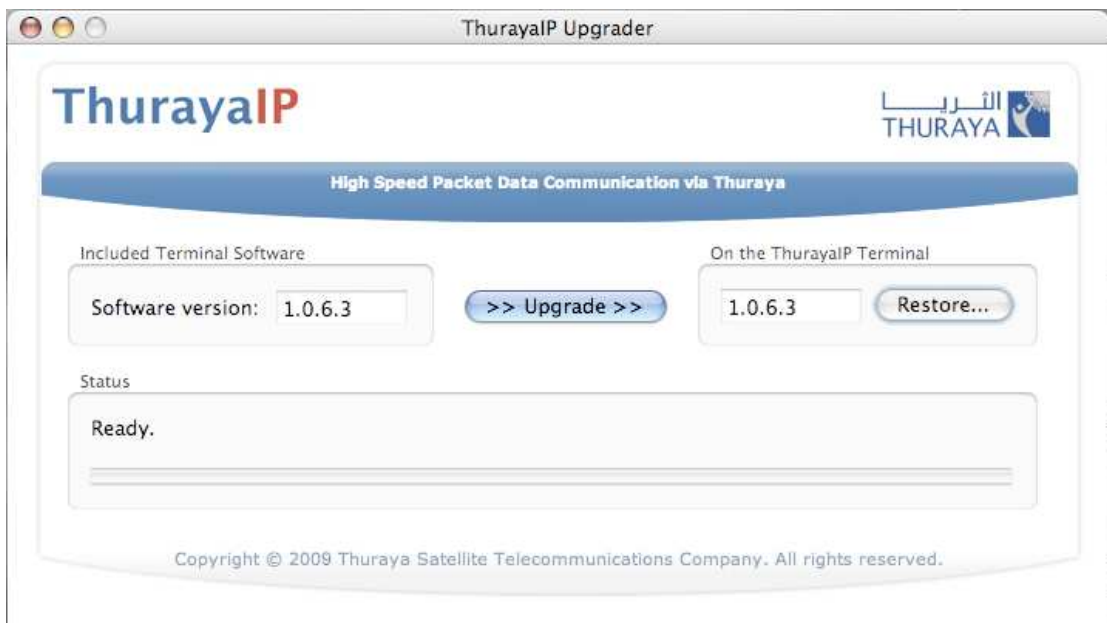 ThurayaIP Upgrader
ThurayaIP
الثريا
THURAYA
High Speed Packet Data Communication via Thuraya
Included Terminal Software
On the ThurayaIP Terminal
Software version: 1.0.6.3
>> Upgrade >>
1.0.6.3
Restore...
Status
Ready.
Copyright © 2009 Thuraya Satellite Telecommunications Company. All rights reserved.